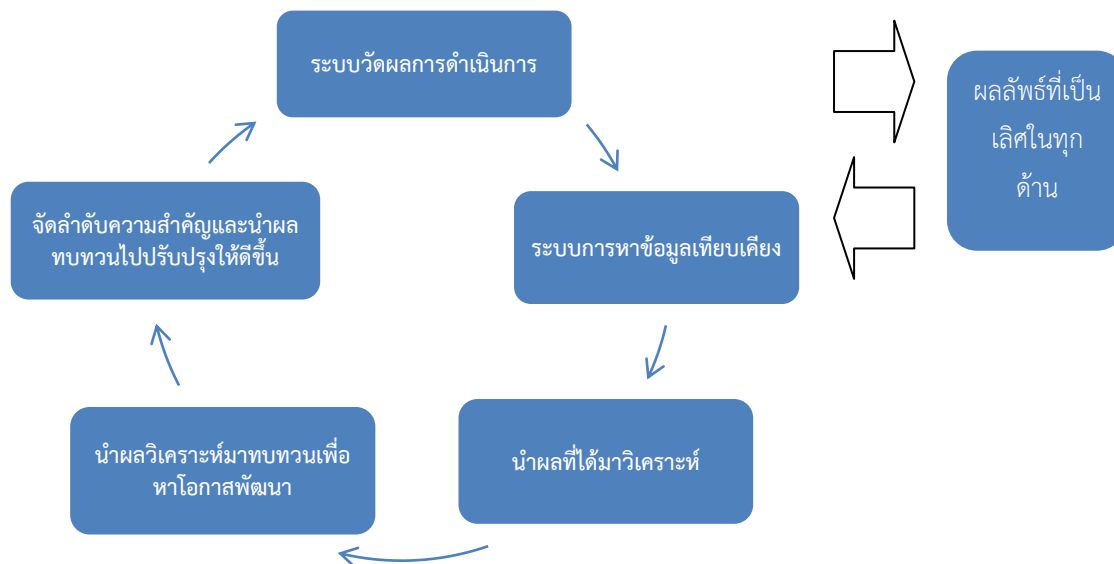 ระบบวัดผลการดำเนินการ
ผลลัพธ์ที่เป็น
เลิศในทุก
ด้าน
ระบบการหาข้อมูลเทียบเคียง
นำผลที่ได้มาวิเคราะห์
นำผลวิเคราะห์มาทบทวนเพื่อ
หาโอกาสพัฒนา
จัดลำดับความสำคัญและนำผล
ทบทวนไปปรับปรุงให้ดีขึ้น